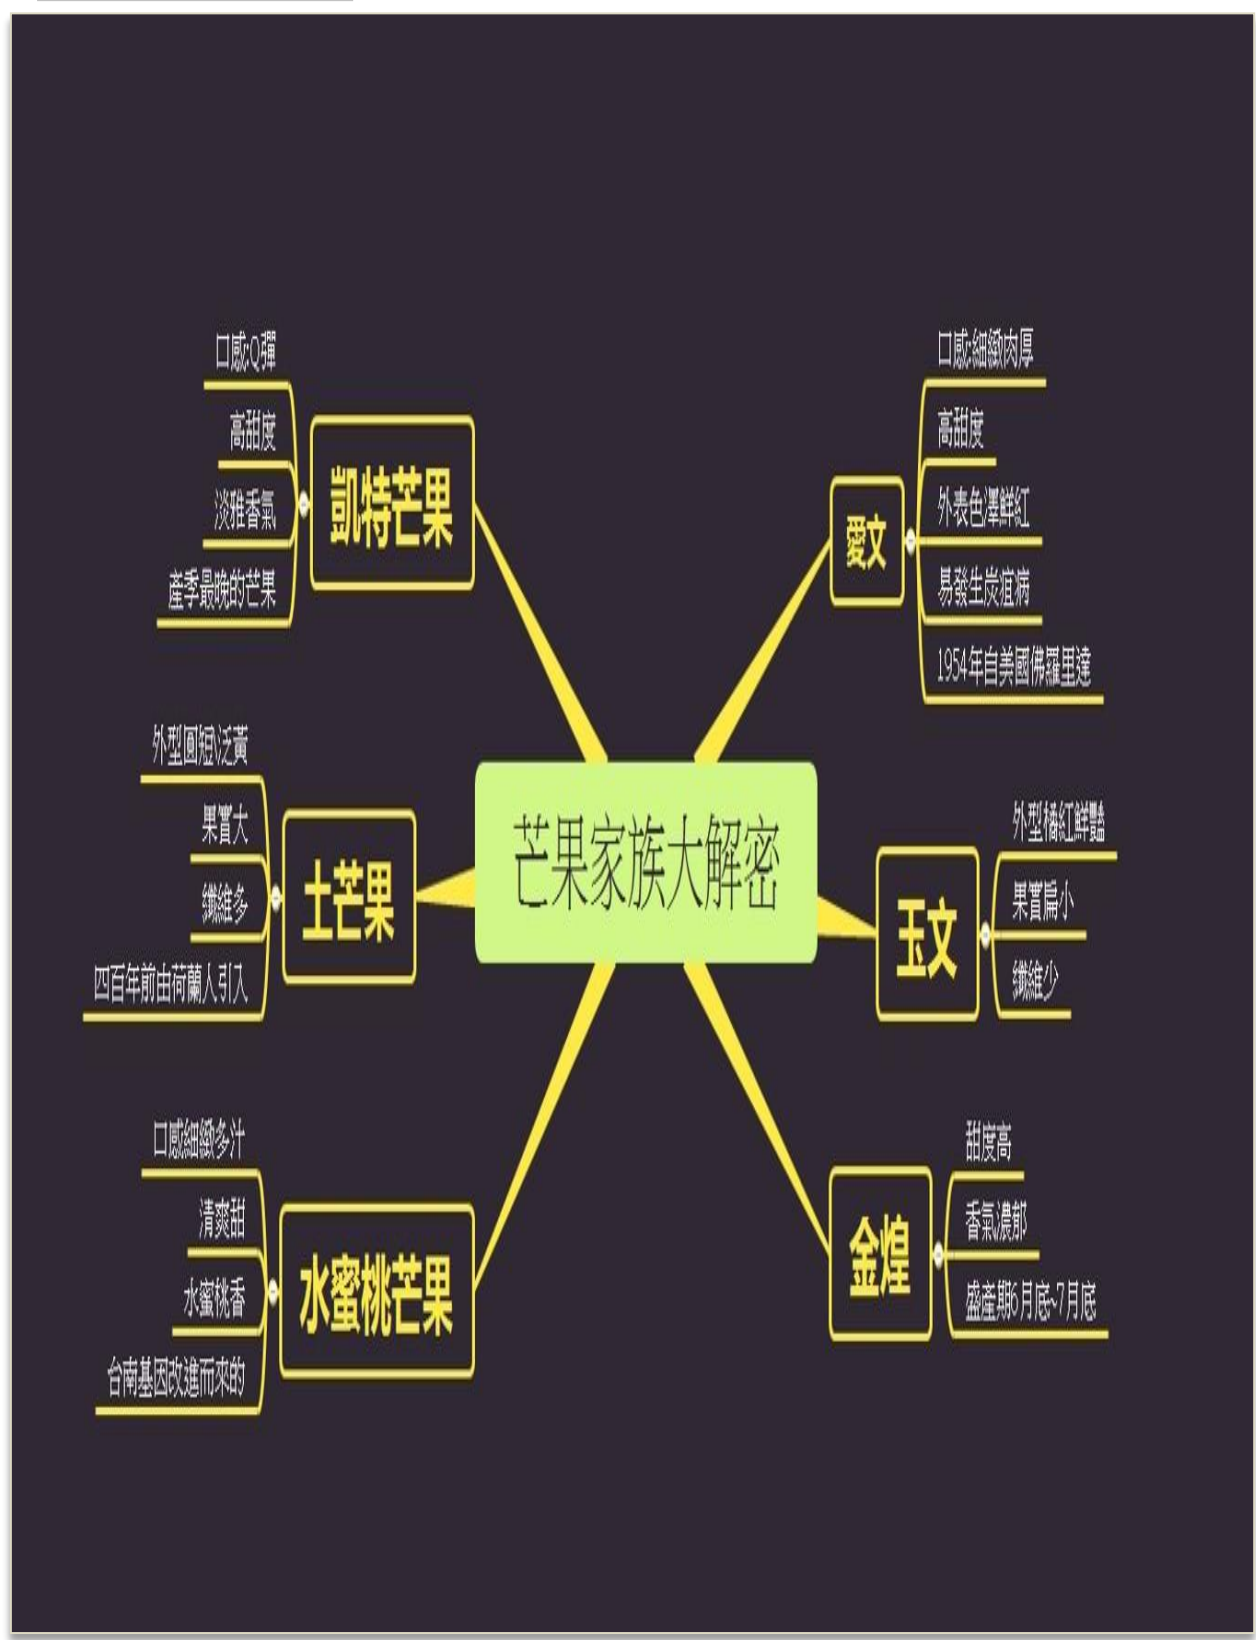 芒果家族大解密
愛文
口感:細緻肉厚
高甜度
外表色澤鮮紅
易發生炭疽病
1954年自美國佛羅里達
玉文
外型橘紅鮮豔
果實扁小
纖維少
金煌
甜度高
香氣濃郁
盛產期6月底~7月底
凱特芒果
口感:Q彈
高甜度
淡雅香氣
產季最晚的芒果
土芒果
外型圓短\泛黃
果實大
纖維多
四百年前由荷蘭人引入
水蜜桃芒果
口感細緻多汁
清爽甜
水蜜桃香
台南基因改進而來的